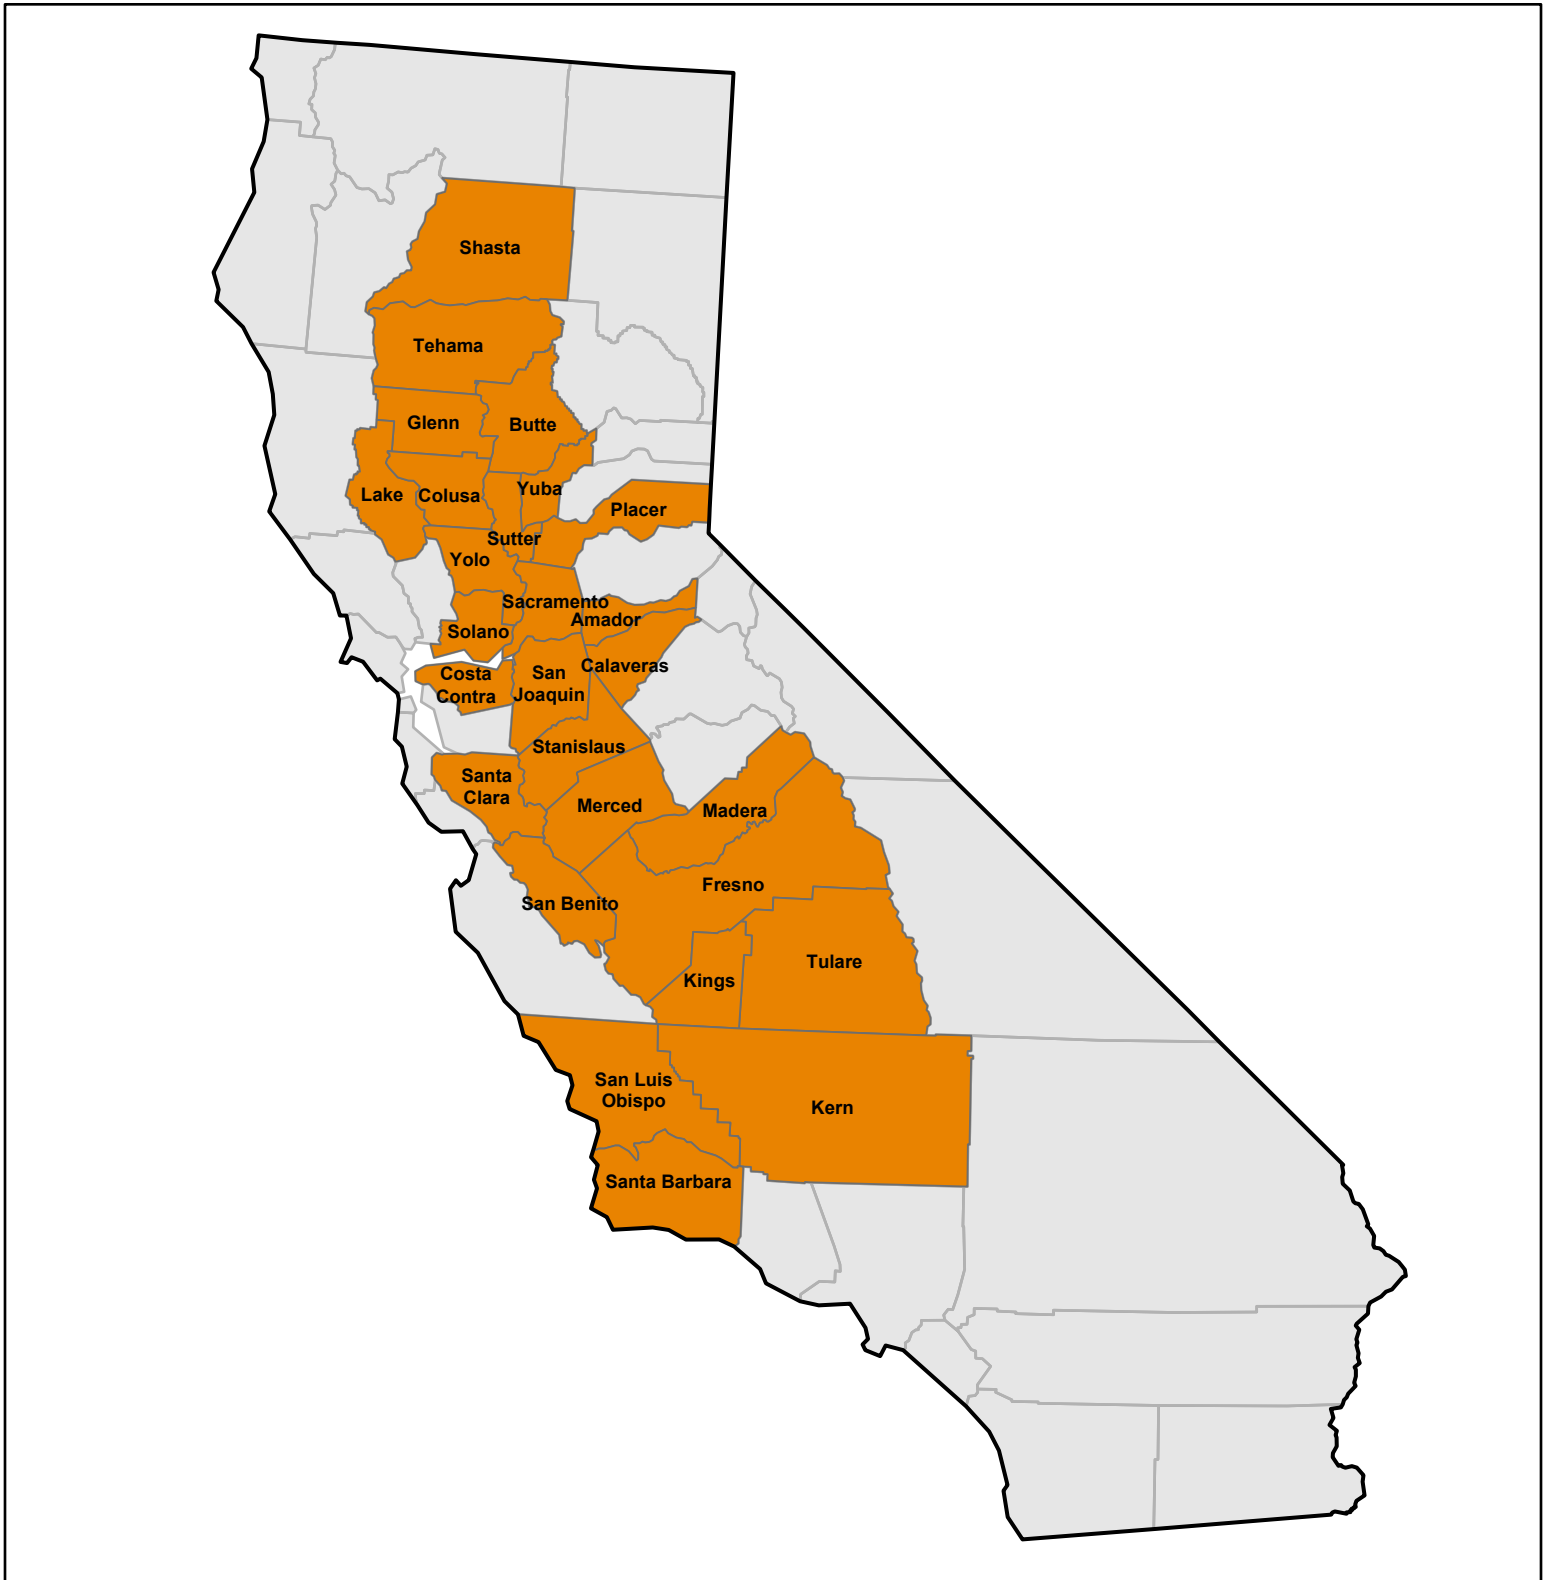 Shasta
Tehama
Glenn
Butte
Lake
Colusa
Yuba
Placer
Sutter
Yolo
Sacramento
Amador
Solano
Calaveras
Costa
Contra
San
Joaquin
Stanislaus
Santa
Clara
Merced
Madera
Fresno
San Benito
Tulare
Kings
San Luis
Obispo
Kern
Santa Barbara